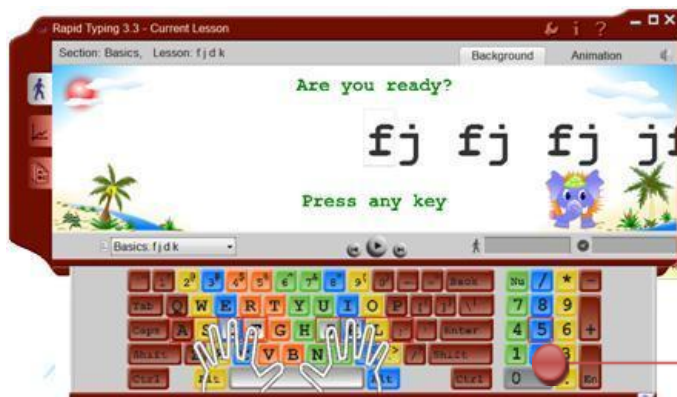 Rapid Typing 3.3 - Current Lesson
Section: Basics, Lesson: f j d k
Background Animation
Are you ready?
fj fj fj jf
Press any key
Basics: f j d k
Back Nu / * -
Tab Q W E R T Y U I O P [ ] \ 7 8 9
Caps A G H L Enter 4 5 6 +
Shift V B N Shift 1 3
Ctrl Alt Alt Ctrl 0 . En